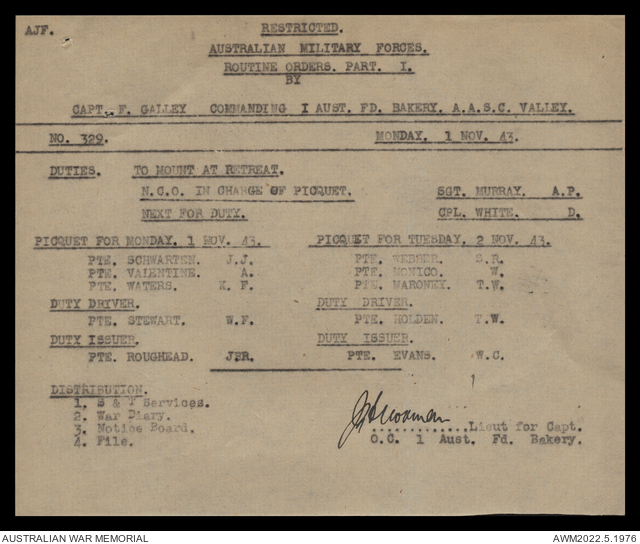 AJF. RESTRICTED.
AUSTRALIAN MILITARY FORCES.
ROUTINE ORDERS. PART. I.
BY
CAPT. F. GALLEY COMMANDING I AUST. FD. BAKERY. A.A.S.C. VALLEY.
NO. 329. MONDAY. 1 NOV. 43.
DUTIES. TO MOUNT AT RETREAT.
N.C.O. IN CHARGE OF PICQUET. SGT. MURRAY. A.P.
NEXT FOR DUTY. CPL. WHITE. D.
PICQUET FOR MONDAY. 1 NOV. 43. PICQUET FOR TUESDAY. 2 NOV. 43.
PTE. SCHWARTEN. J.J. PTE. WEBBER. S.R.
PTE. VALENTINE. A. PTE. MONICO. W.
PTE. WATERS. K.F. PTE. MARONEY. T.W.
DUTY DRIVER. DUTY DRIVER.
PTE. STEWART. W.F. PTE. HOLDEN. T.W.
DUTY ISSUER. DUTY ISSUER.
PTE. ROUGHEAD. JBR. PTE. EVANS. W.C.
DISTRIBUTION.
1. S & T Services.
2. War Diary.
3. Notice Board.
4. File.
.............Lieut for Capt.
O.C. 1 Aust. Fd. Bakery.
AUSTRALIAN WAR MEMORIAL AWM2022.5.1976